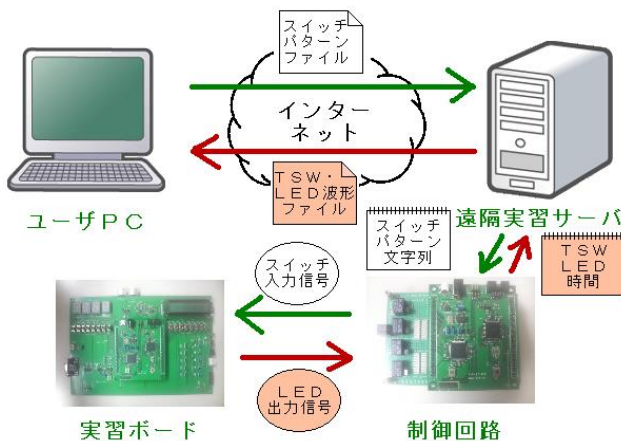 スイッチ
パターン
ファイル
インター
ネット
TSW・
LED波形
ファイル
ユーザPC
遠隔実習サーバ
スイッチ
パターン
文字列
TSW
LED
時間
スイッチ
入力信号
LED
出力信号
実習ボード
制御回路